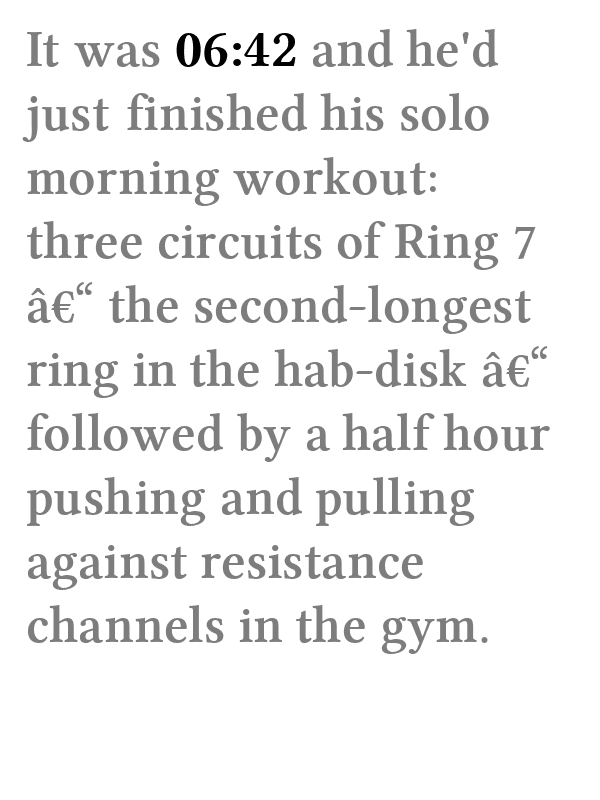 It was 06:42 and he'd
just finished his solo
morning workout:
three circuits of Ring 7
â€“ the second-longest
ring in the hab-disk â€“
followed by a half hour
pushing and pulling
against resistance
channels in the gym.